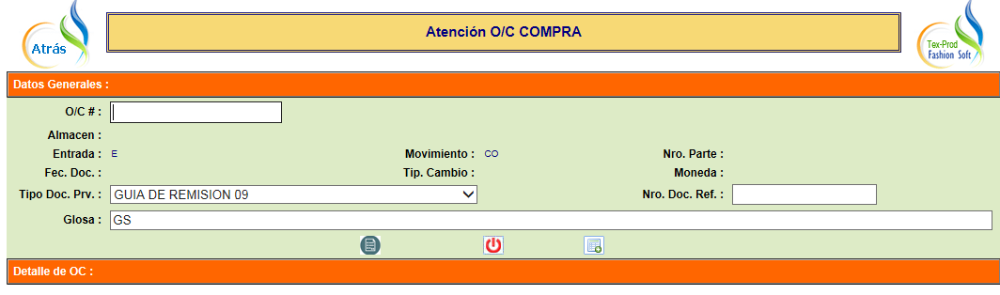 Atrás
Atención O/C COMPRA
Tex-Prod
Fashion Soft
Datos Generales :
O/C # :
Almacen :
Entrada : E Movimiento : CO Nro. Parte :
Fec. Doc. : Tip. Cambio : Moneda :
Tipo Doc. Prv. : GUIA DE REMISION 09 Nro. Doc. Ref. :
Glosa : GS
Detalle de OC :